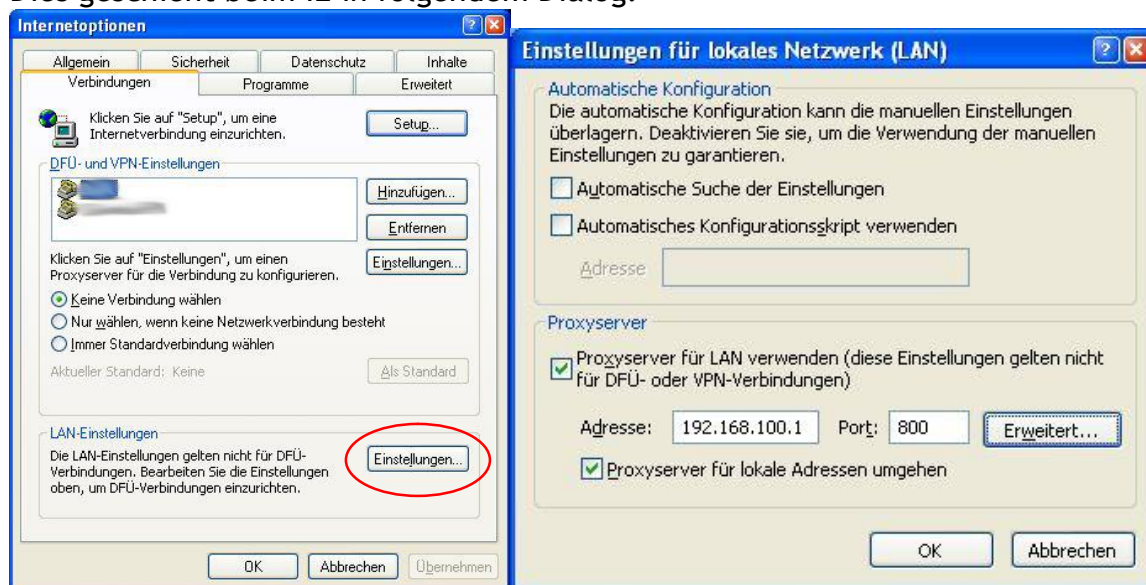 Dies geschieht beim IE in folgendem Dialog:
Internetoptionen
Allgemein Sicherheit Datenschutz Inhalte
Verbindungen Programme Erweitert
Klicken Sie auf "Setup", um eine
Internetverbindung einzurichten.
Setup...
DFÜ- und VPN-Einstellungen
Hinzufügen...
Entfernen
Klicken Sie auf "Einstellungen", um einen
Proxyserver für die Verbindung zu konfigurieren.
Einstellungen...
Keine Verbindung wählen
Nur wählen, wenn keine Netzwerkverbindung besteht
Immer Standardverbindung wählen
Aktueller Standard: Keine
Als Standard
LAN-Einstellungen
Die LAN-Einstellungen gelten nicht für DFÜ-
Verbindungen. Bearbeiten Sie die Einstellungen
oben, um DFÜ-Verbindungen einzurichten.
Einstellungen...
OK Abbrechen Übernehmen
Einstellungen für lokales Netzwerk (LAN)
Automatische Konfiguration
Die automatische Konfiguration kann die manuellen Einstellungen
überlagern. Deaktivieren Sie sie, um die Verwendung der manuellen
Einstellungen zu garantieren.
Automatische Suche der Einstellungen
Automatisches Konfigurationsskript verwenden
Adresse
Proxyserver
Proxyserver für LAN verwenden (diese Einstellungen gelten nicht
für DFÜ- oder VPN-Verbindungen)
Adresse: 192.168.100.1 Port: 800 Erweitert...
Proxyserver für lokale Adressen umgehen
OK Abbrechen